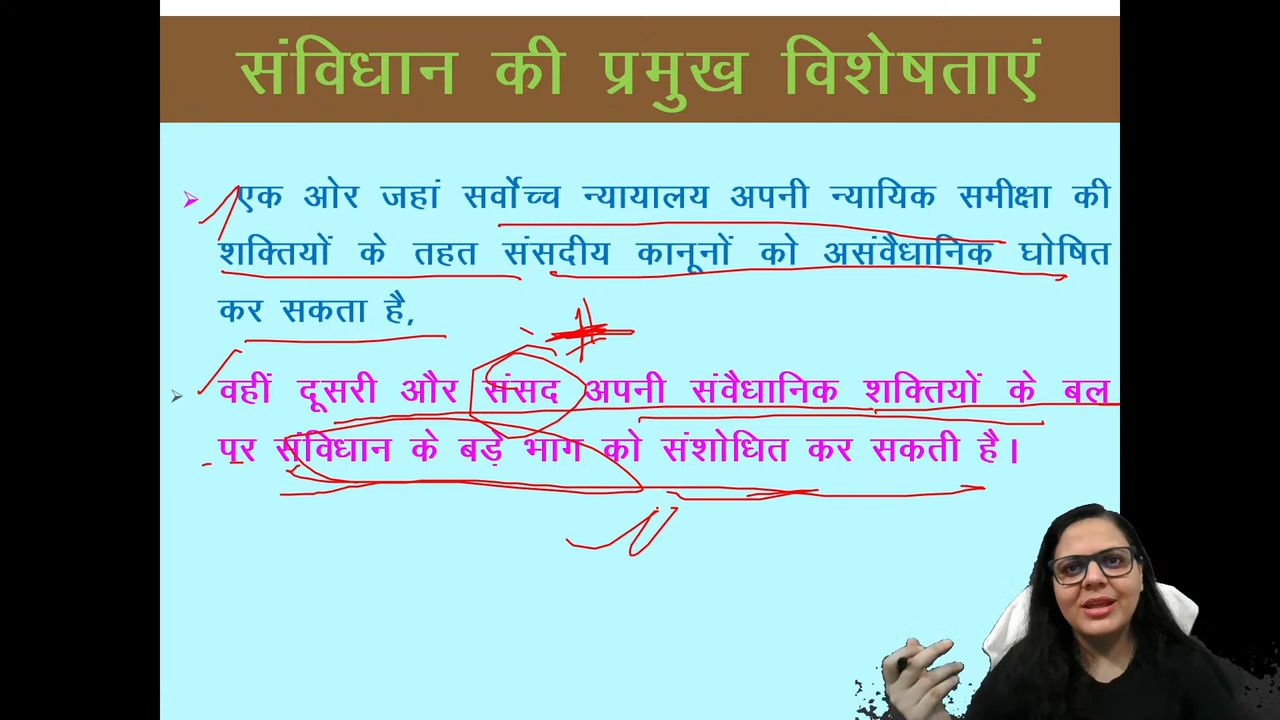 संविधान की प्रमुख विशेषताएं
एक ओर जहां सर्वोच्च न्यायालय अपनी न्यायिक समीक्षा की
शक्तियों के तहत संसदीय कानूनों को असंवैधानिक घोषित
कर सकता है,
वहीं दूसरी और संसद अपनी संवैधानिक शक्तियों के बल
पर संविधान के बड़े भाग को संशोधित कर सकती है।